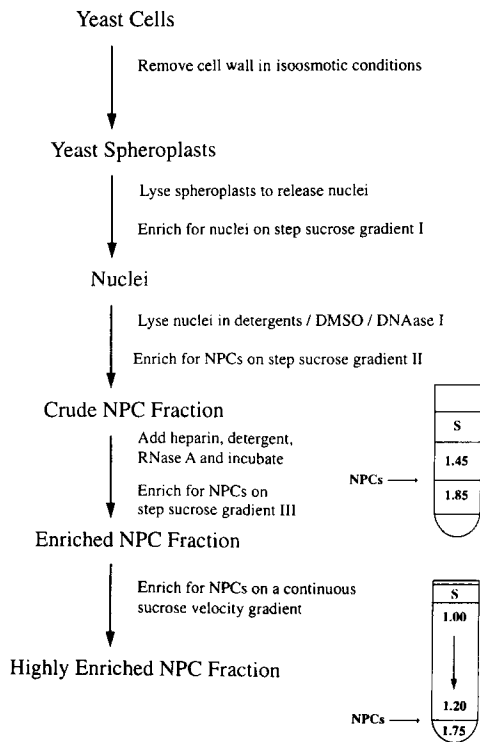 Yeast Cells
Remove cell wall in isoosmotic conditions
Yeast Spheroplasts
Lyse spheroplasts to release nuclei
Enrich for nuclei on step sucrose gradient I
Nuclei
Lyse nuclei in detergents / DMSO / DNAase I
Enrich for NPCs on step sucrose gradient II
Crude NPC Fraction
Add heparin, detergent,
RNase A and incubate
Enrich for NPCs on
step sucrose gradient III
S
1.45
NPCs
1.85
Enriched NPC Fraction
Enrich for NPCs on a continuous
sucrose velocity gradient
Highly Enriched NPC Fraction
S
1.00
1.20
NPCs
1.75